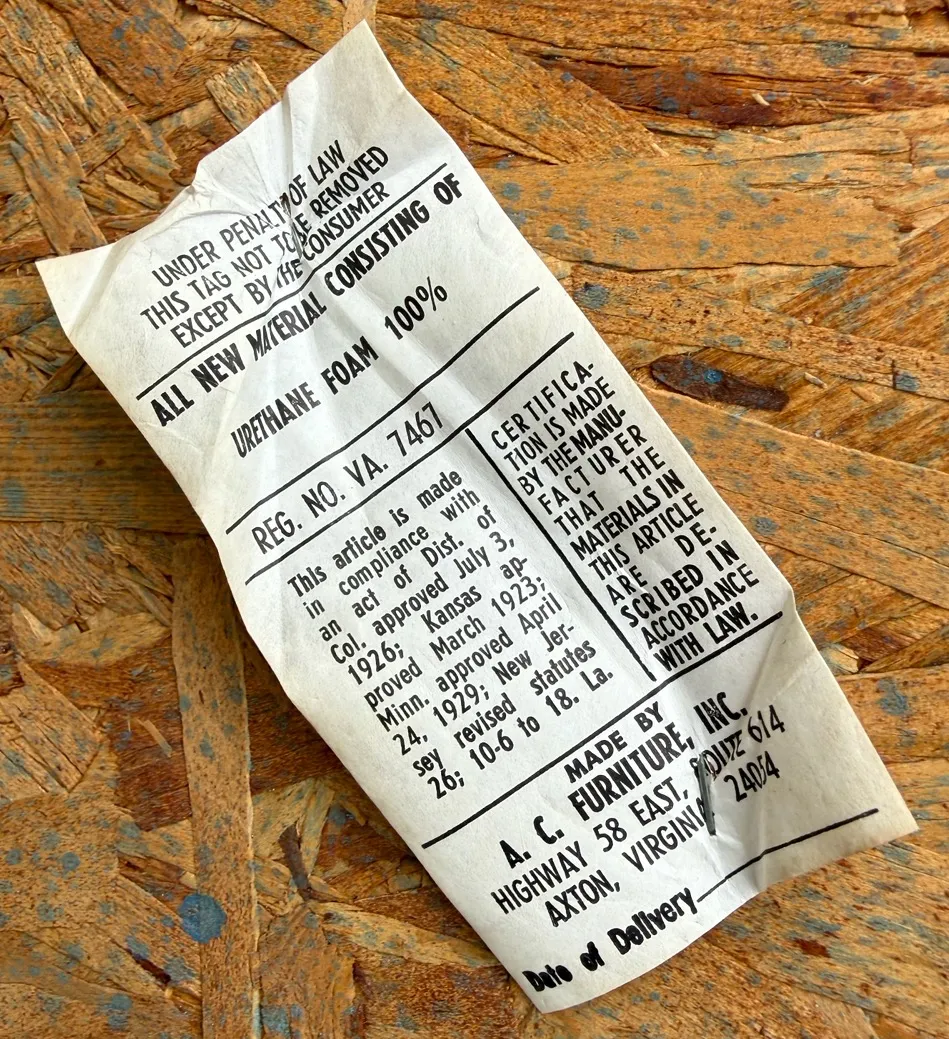 UNDER PENALTY OF LAW
THIS TAG NOT TO BE REMOVED
EXCEPT BY THE CONSUMER
ALL NEW MATERIAL CONSISTING OF
URETHANE FOAM 100%
REG. NO. VA. 7467
This article is made
in compliance with
an act of Dist. of
Col. approved July 3,
1926; Kansas ap-
proved March 1923;
Minn. approved April
24, 1929; New Jer-
sey revised statutes
26; 10-6 to 18. La.
CERTIFICA-
TION IS MADE
BY THE MANU-
FACTURER
THAT THE
MATERIALS IN
THIS ARTICLE
ARE DE-
SCRIBED IN
ACCORDANCE
WITH LAW.
MADE BY
A. C. FURNITURE, INC.
HIGHWAY 58 EAST, ROUTE 614
AXTON, VIRGINIA 24054
Date of Delivery